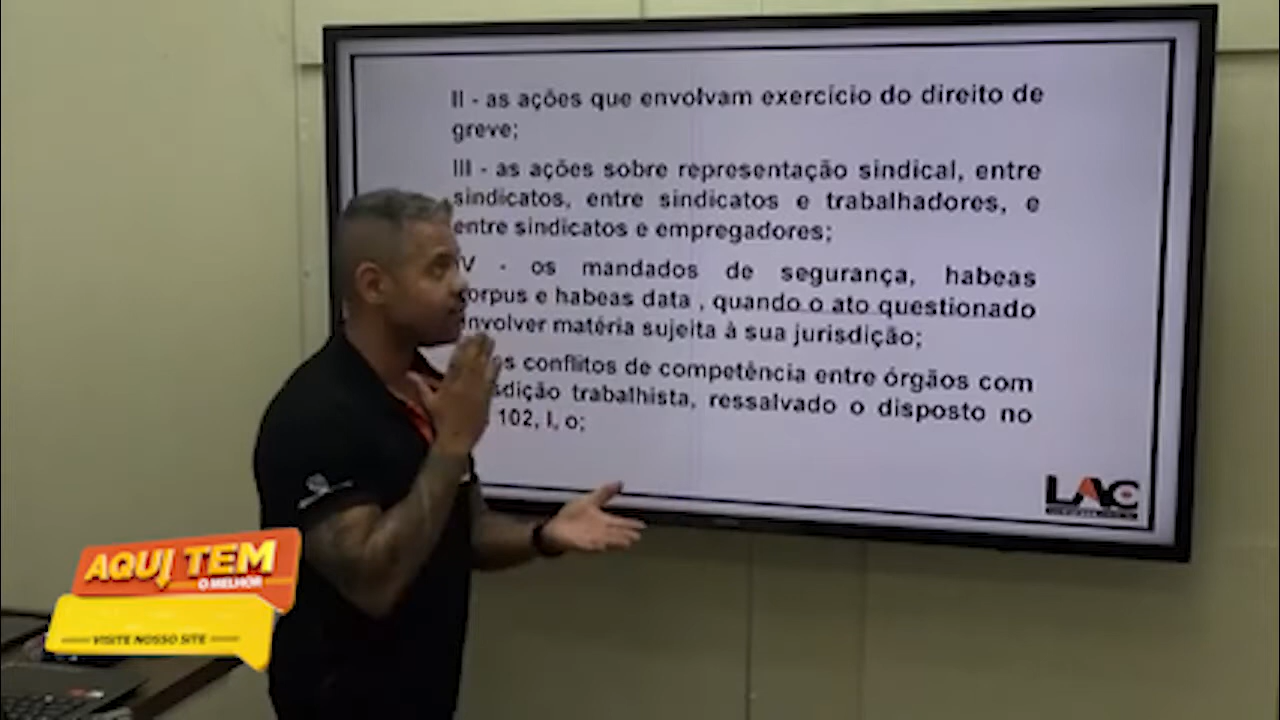 II - as ações que envolvam exercício do direito de
greve;
III - as ações sobre representação sindical, entre
sindicatos, entre sindicatos e trabalhadores, e
entre sindicatos e empregadores;
IV - os mandados de segurança, habeas
corpus e habeas data , quando o ato questionado
envolver matéria sujeita à sua jurisdição;
os conflitos de competência entre órgãos com
sdição trabalhista, ressalvado o disposto no
102, I, o;
LAC
AQUI TEM
O MELHOR
VISITE NOSSO SITE